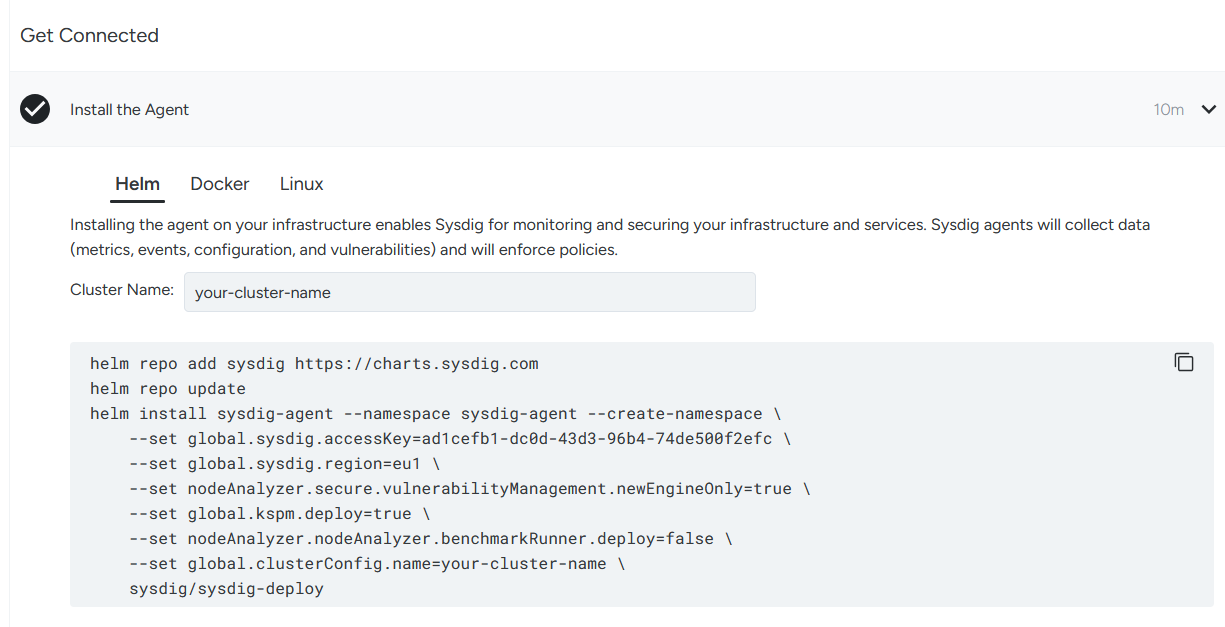 Get Connected
Install the Agent
10m
Helm
Docker
Linux
Installing the agent on your infrastructure enables Sysdig for monitoring and securing your infrastructure and services. Sysdig agents will collect data
(metrics, events, configuration, and vulnerabilities) and will enforce policies.
Cluster Name:
your-cluster-name
helm repo add sysdig https://charts.sysdig.com
helm repo update
helm install sysdig-agent --namespace sysdig-agent --create-namespace \
--set global.sysdig.accessKey=ad1cefb1-dc0d-43d3-96b4-74de500f2efc \
--set global.sysdig.region=eu1 \
--set nodeAnalyzer.secure.vulnerabilityManagement.newEngineOnly=true \
--set global.kspm.deploy=true \
--set nodeAnalyzer.nodeAnalyzer.benchmarkRunner.deploy=false \
--set global.clusterConfig.name=your-cluster-name \
sysdig/sysdig-deploy